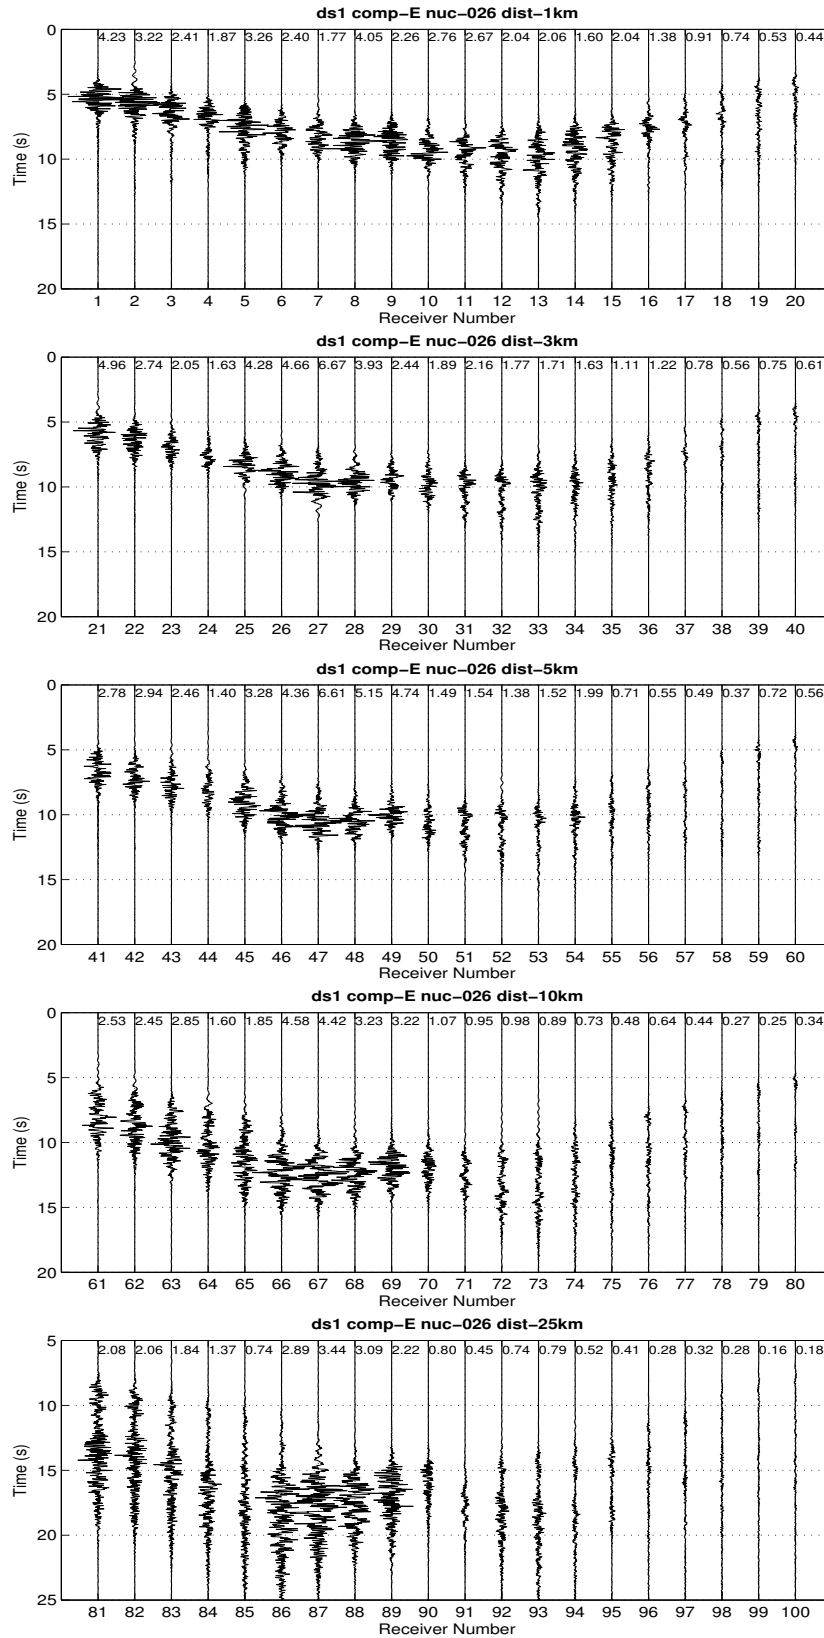 ds1 comp−E nuc−026 dist−1km
0
4.23 3.22 2.41 1.87 3.26 2.40 1.77 4.05 2.26 2.76 2.67 2.04 2.06 1.60 2.04 1.38 0.91 0.74 0.53 0.44
5
10
15
20
Time (s)
1 2 3 4 5 6 7 8 9 10 11 12 13 14 15 16 17 18 19 20
Receiver Number
ds1 comp−E nuc−026 dist−3km
0
4.96 2.74 2.05 1.63 4.28 4.66 6.67 3.93 2.44 1.89 2.16 1.77 1.71 1.63 1.11 1.22 0.78 0.56 0.75 0.61
5
10
15
20
Time (s)
21 22 23 24 25 26 27 28 29 30 31 32 33 34 35 36 37 38 39 40
Receiver Number
ds1 comp−E nuc−026 dist−5km
0
2.78 2.94 2.46 1.40 3.28 4.36 6.61 5.15 4.74 1.49 1.54 1.38 1.52 1.99 0.71 0.55 0.49 0.37 0.72 0.56
5
10
15
20
Time (s)
41 42 43 44 45 46 47 48 49 50 51 52 53 54 55 56 57 58 59 60
Receiver Number
ds1 comp−E nuc−026 dist−10km
0
2.53 2.45 2.85 1.60 1.85 4.58 4.42 3.23 3.22 1.07 0.95 0.98 0.89 0.73 0.48 0.64 0.44 0.27 0.25 0.34
5
10
15
20
Time (s)
61 62 63 64 65 66 67 68 69 70 71 72 73 74 75 76 77 78 79 80
Receiver Number
ds1 comp−E nuc−026 dist−25km
5
2.08 2.06 1.84 1.37 0.74 2.89 3.44 3.09 2.22 0.80 0.45 0.74 0.79 0.52 0.41 0.28 0.32 0.28 0.16 0.18
10
15
20
25
Time (s)
81 82 83 84 85 86 87 88 89 90 91 92 93 94 95 96 97 98 99 100
Receiver Number